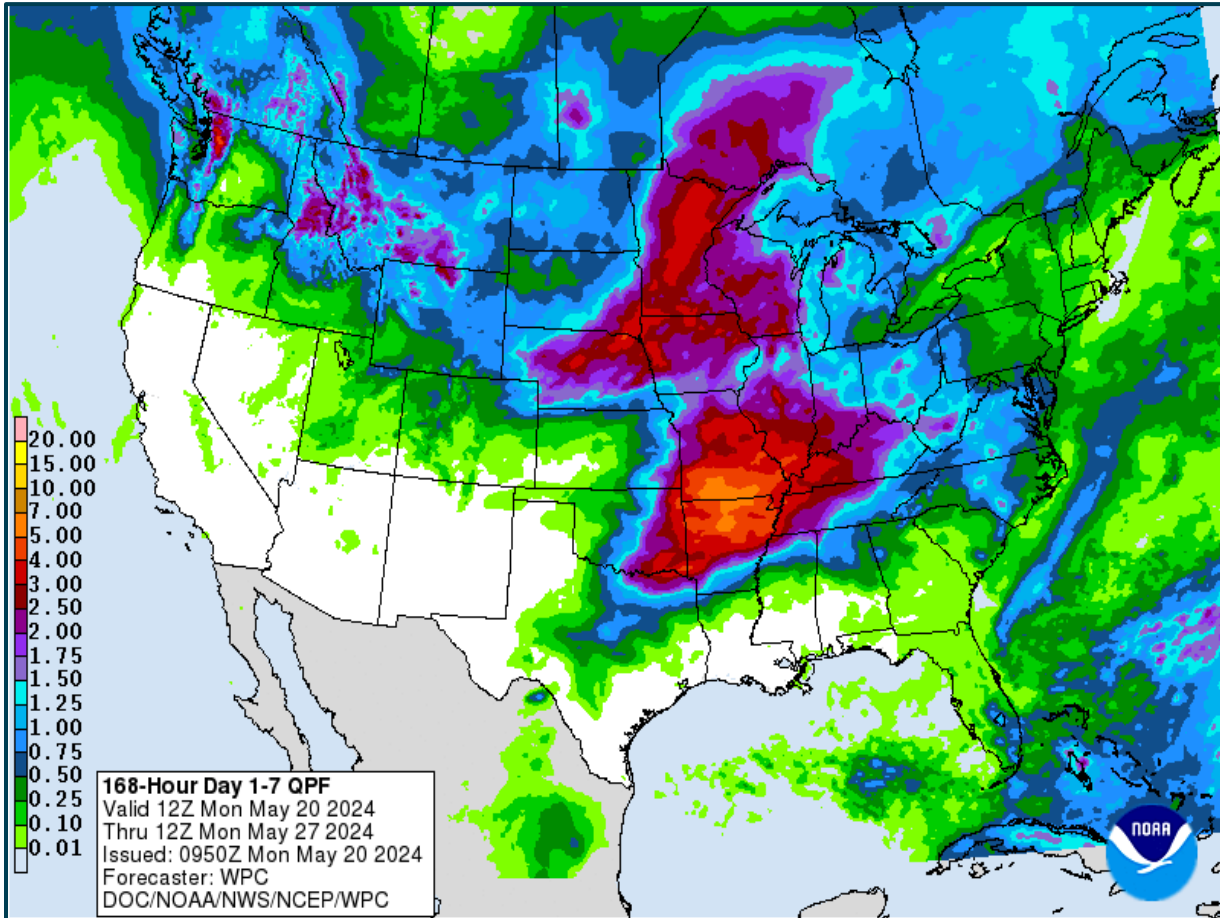 20.00
15.00
10.00
7.00
5.00
4.00
3.00
2.50
2.00
1.75
1.50
1.25
1.00
0.75
0.50
0.25
0.10
0.01
168-Hour Day 1-7 QPF
Valid 12Z Mon May 20 2024
Thru 12Z Mon May 27 2024
Issued: 0950Z Mon May 20 2024
Forecaster: WPC
DOC/NOAA/NWS/NCEP/WPC
NOAA